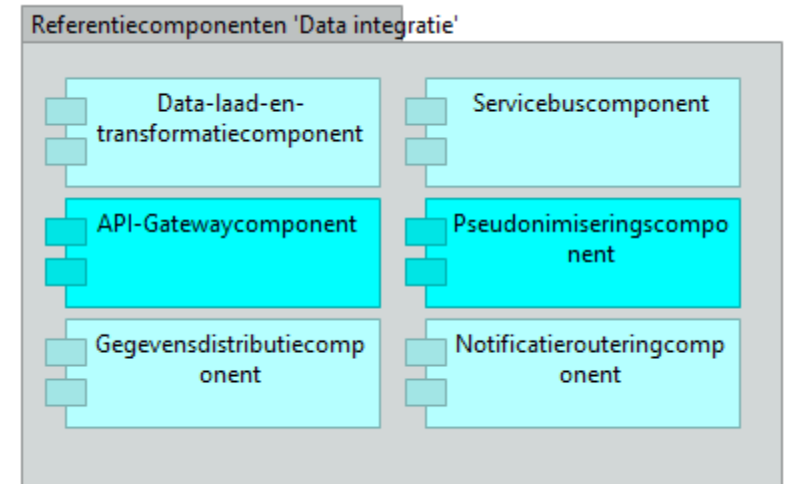 Referentiecomponenten 'Data integratie'
Data-laad-en-
transformatiecomponent
Servicebuscomponent
API-Gatewaycomponent
Pseudonimiseringscompo
nent
Gegevensdistributiecomp
onent
Notificatierouteringcomp
onent